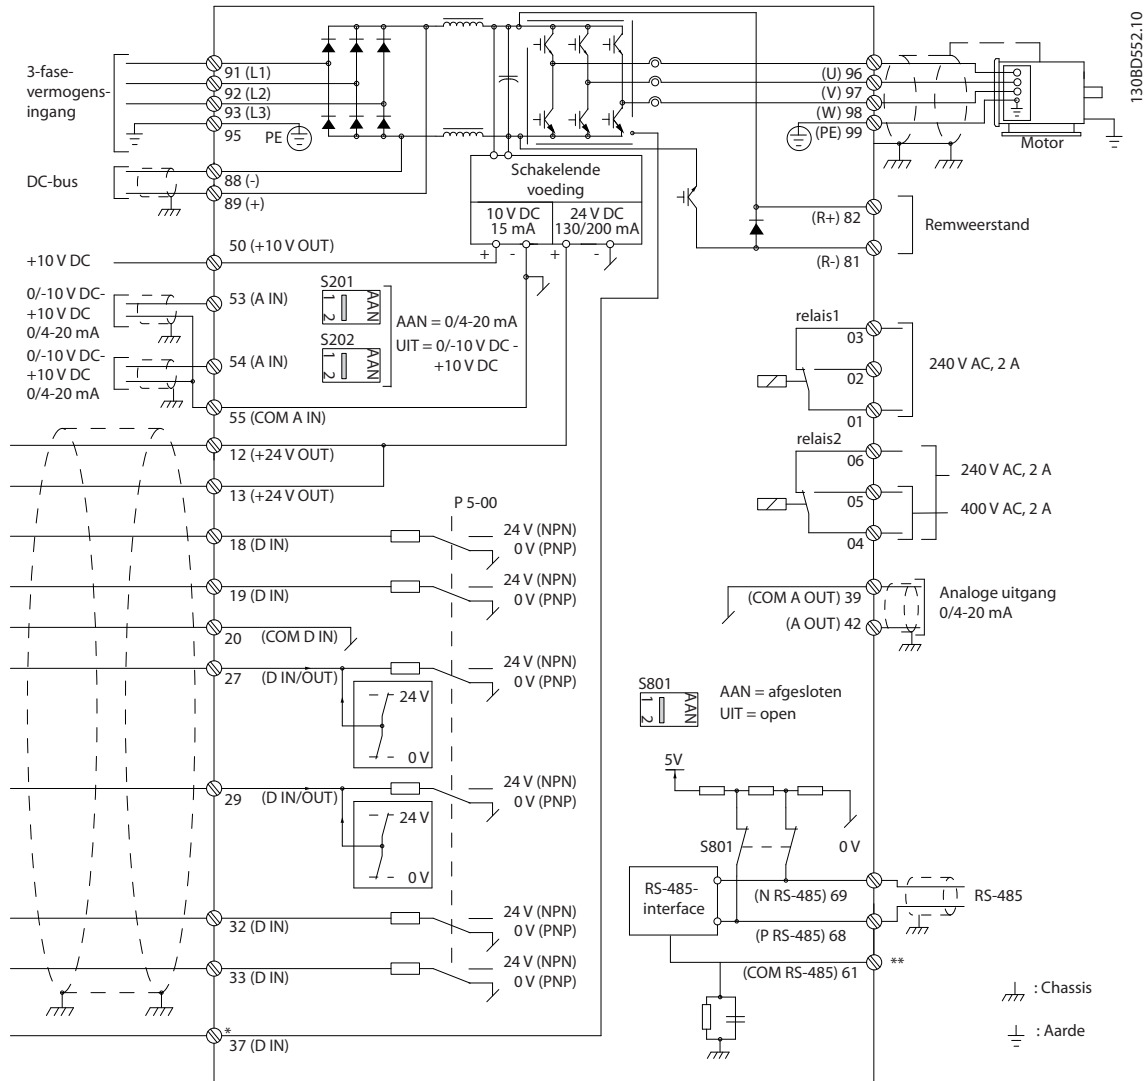 130BD552.10
3-fase-
vermogens-
ingang
91 (L1)
92 (L2)
93 (L3)
95
PE
DC-bus
88 (-)
89 (+)
50 (+10 V OUT)
+10 V DC
0/-10 V DC-
+10 V DC
0/4-20 mA
53 (A IN)
0/-10 V DC-
+10 V DC
0/4-20 mA
54 (A IN)
55 (COM A IN)
12 (+24 V OUT)
13 (+24 V OUT)
18 (D IN)
19 (D IN)
20 (COM D IN)
27 (D IN/OUT)
24 V
0 V
29 (D IN/OUT)
24 V
0 V
32 (D IN)
33 (D IN)
*
37 (D IN)
Schakelende
voeding
10 V DC
15 mA
24 V DC
130/200 mA
+ - + -
S201
1 2
AAN
S202
1 2
AAN
AAN = 0/4-20 mA
UIT = 0/-10 V DC -
+10 V DC
P 5-00
24 V (NPN)
0 V (PNP)
24 V (NPN)
0 V (PNP)
24 V (NPN)
0 V (PNP)
24 V (NPN)
0 V (PNP)
24 V (NPN)
0 V (PNP)
24 V (NPN)
0 V (PNP)
(U) 96
(V) 97
(W) 98
(PE) 99
Motor
(R+) 82
(R-) 81
Remweerstand
relais1
03
02
01
240 V AC, 2 A
relais2
06
05
04
240 V AC, 2 A
400 V AC, 2 A
(COM A OUT) 39
(A OUT) 42
Analoge uitgang
0/4-20 mA
S801
1 2
AAN
AAN = afgesloten
UIT = open
5V
S801
0 V
RS-485-
interface
(N RS-485) 69
(P RS-485) 68
(COM RS-485) 61
**
RS-485
: Chassis
: Aarde